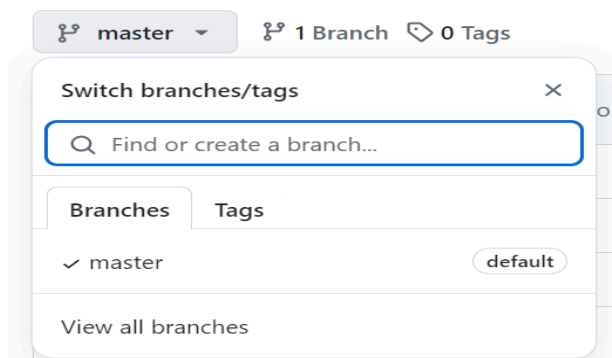 master 1 Branch 0 Tags
Switch branches/tags
Find or create a branch...
Branches Tags
master default
View all branches